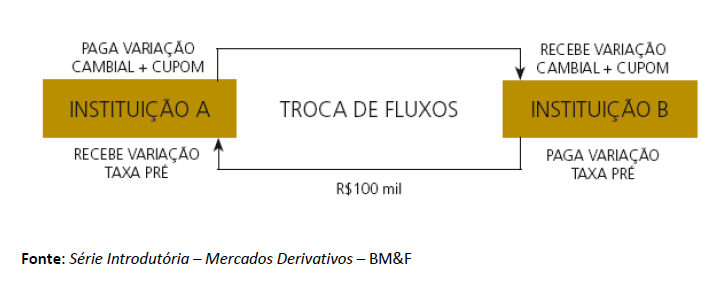 PAGA VARIAÇÃO
CAMBIAL + CUPOM
RECEBE VARIAÇÃO
CAMBIAL + CUPOM
INSTITUIÇÃO A
TROCA DE FLUXOS
INSTITUIÇÃO B
RECEBE VARIAÇÃO
TAXA PRÉ
PAGA VARIAÇÃO
TAXA PRÉ
R$100 mil
Fonte: Série Introdutória – Mercados Derivativos – BM&F